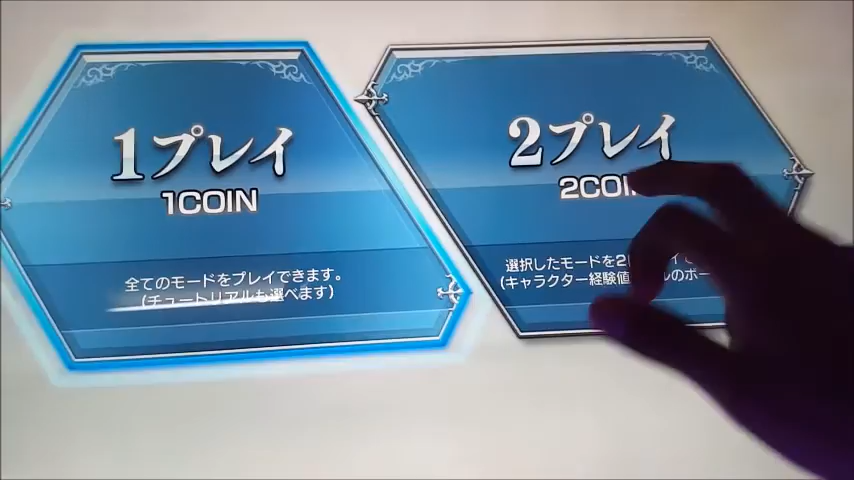 1プレイ
1COIN
全てのモードをプレイできます。
(チュートリアルも選べます)
2プレイ
2COIN
選択したモードを2
(キャラクター経験値 のボー